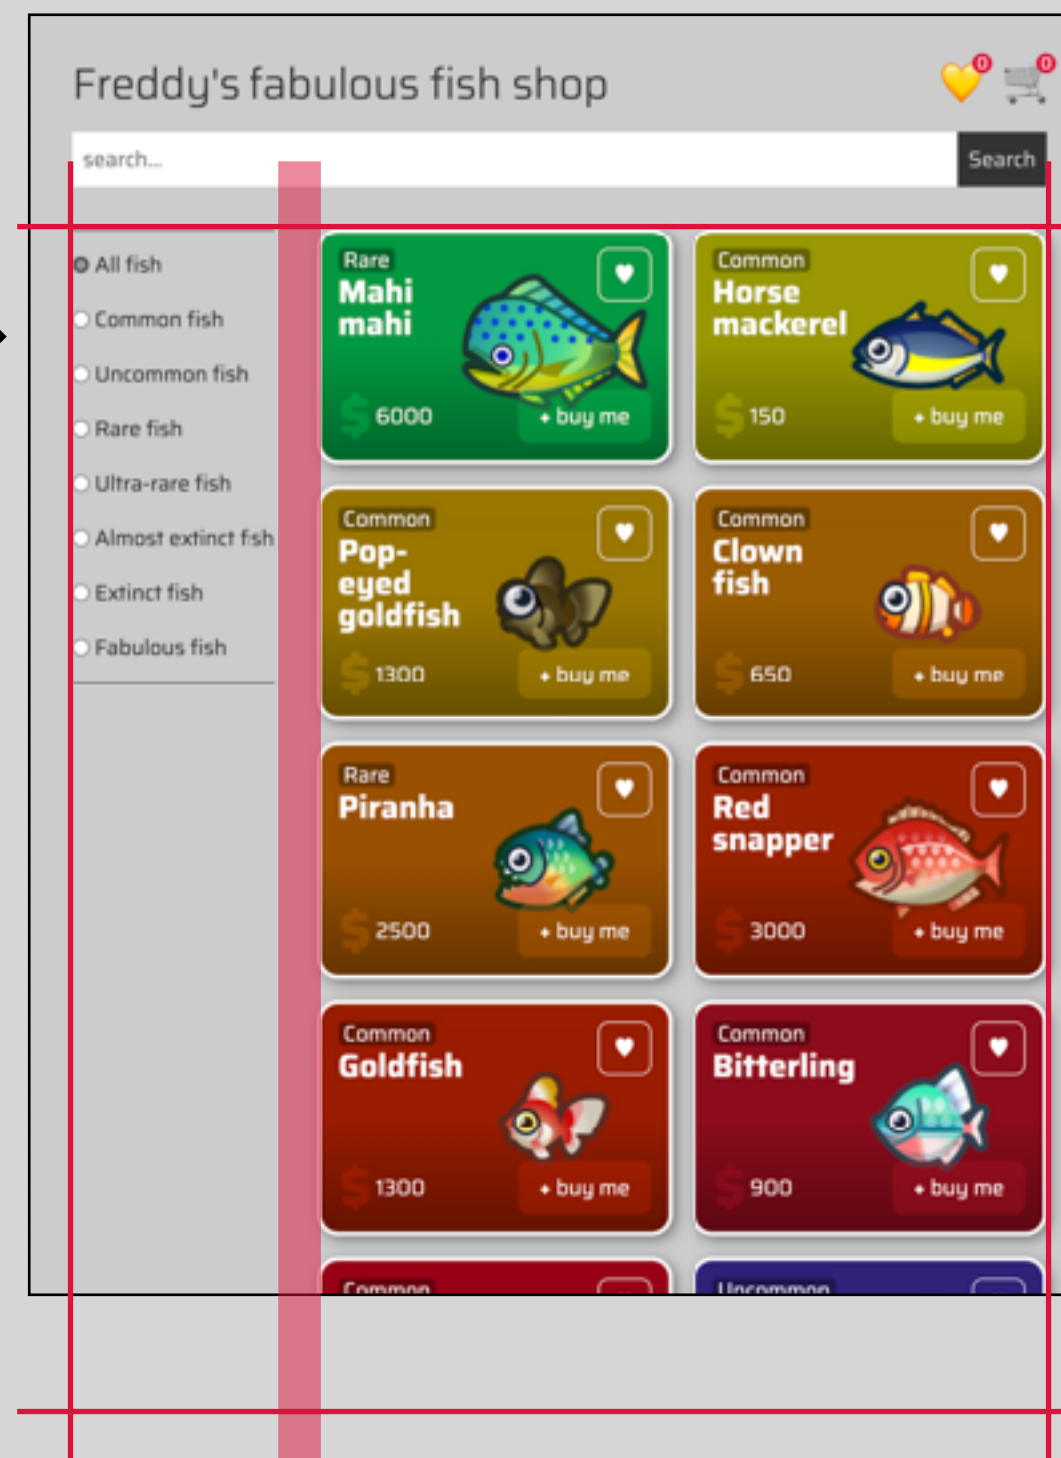 Freddy's fabulous fish shop
0
0
search...
Search
All fish
Common fish
Uncommon fish
Rare fish
Ultra-rare fish
Almost extinct fish
Extinct fish
Fabulous fish
Rare
Mahi
mahi
$ 6000
+ buy me
Common
Horse
mackerel
$ 150
+ buy me
Common
Pop-
eyed
goldfish
$ 1300
+ buy me
Common
Clown
fish
$ 650
+ buy me
Rare
Piranha
$ 2500
+ buy me
Common
Red
snapper
$ 3000
+ buy me
Common
Goldfish
$ 1300
+ buy me
Common
Bitterling
$ 900
+ buy me
Common
Uncommon